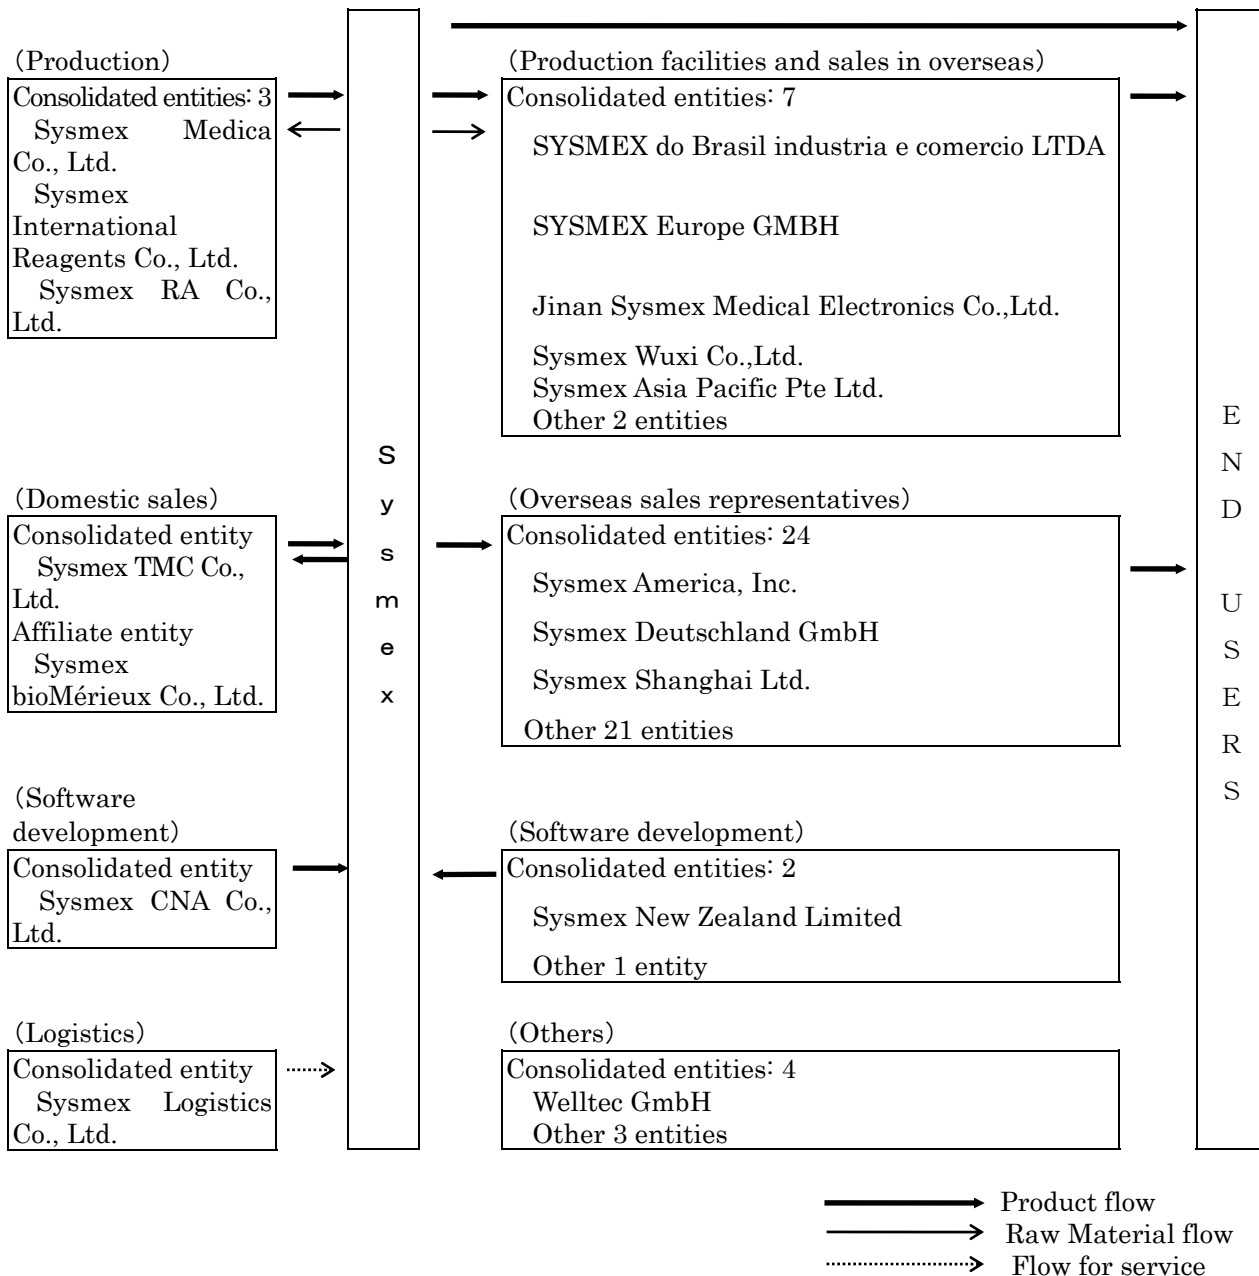 (Production)
Consolidated entities: 3
Sysmex Medica
Co., Ltd.
Sysmex
International
Reagents Co., Ltd.
Sysmex RA Co.,
Ltd.
(Domestic sales)
Consolidated entity
Sysmex TMC Co.,
Ltd.
Affiliate entity
Sysmex
bioMérieux Co., Ltd.
(Software
development)
Consolidated entity
Sysmex CNA Co.,
Ltd.
(Logistics)
Consolidated entity
Sysmex Logistics
Co., Ltd.
Sysmex
(Production facilities and sales in overseas)
Consolidated entities: 7
SYSMEX do Brasil industria e comercio LTDA
SYSMEX Europe GMBH
Jinan Sysmex Medical Electronics Co.,Ltd.
Sysmex Wuxi Co.,Ltd.
Sysmex Asia Pacific Pte Ltd.
Other 2 entities
(Overseas sales representatives)
Consolidated entities: 24
Sysmex America, Inc.
Sysmex Deutschland GmbH
Sysmex Shanghai Ltd.
Other 21 entities
(Software development)
Consolidated entities: 2
Sysmex New Zealand Limited
Other 1 entity
(Others)
Consolidated entities: 4
Welltec GmbH
Other 3 entities
END USERS
Product flow
Raw Material flow
Flow for service